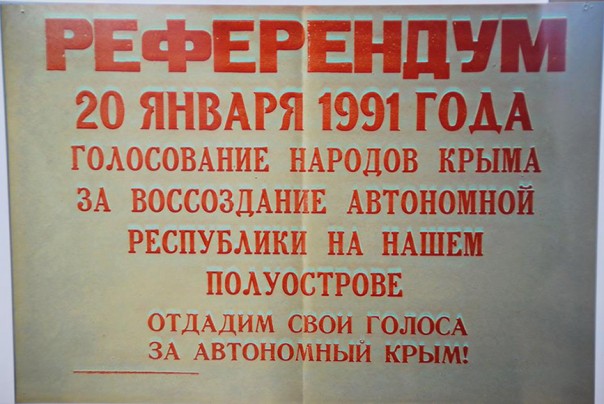 РЕФЕРЕНДУМ
20 ЯНВАРЯ 1991 ГОДА
ГОЛОСОВАНИЕ НАРОДОВ КРЫМА
ЗА ВОССОЗДАНИЕ АВТОНОМНОЙ
РЕСПУБЛИКИ НА НАШЕМ
ПОЛУОСТРОВЕ
ОТДАДИМ СВОИ ГОЛОСА
ЗА АВТОНОМНЫЙ КРЫМ!